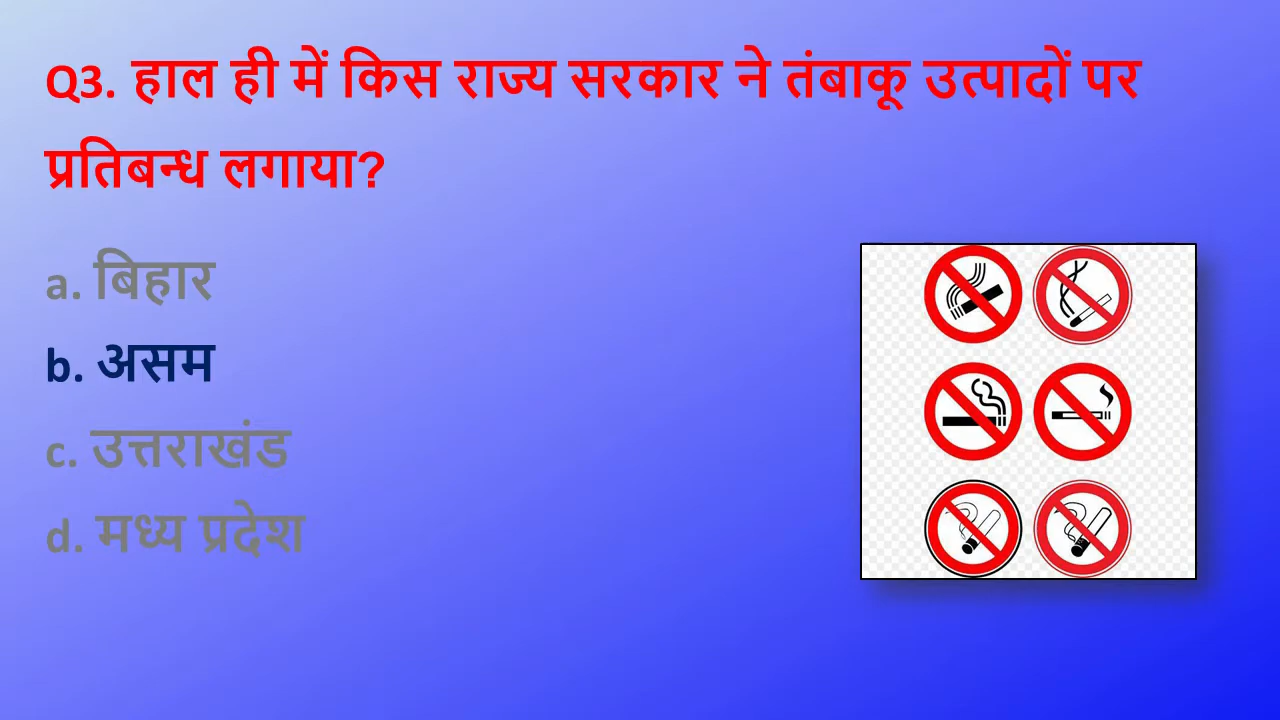 Q3. हाल ही में किस राज्य सरकार ने तंबाकू उत्पादों पर
प्रतिबन्ध लगाया?
a. बिहार
b. असम
c. उत्तराखंड
d. मध्य प्रदेश